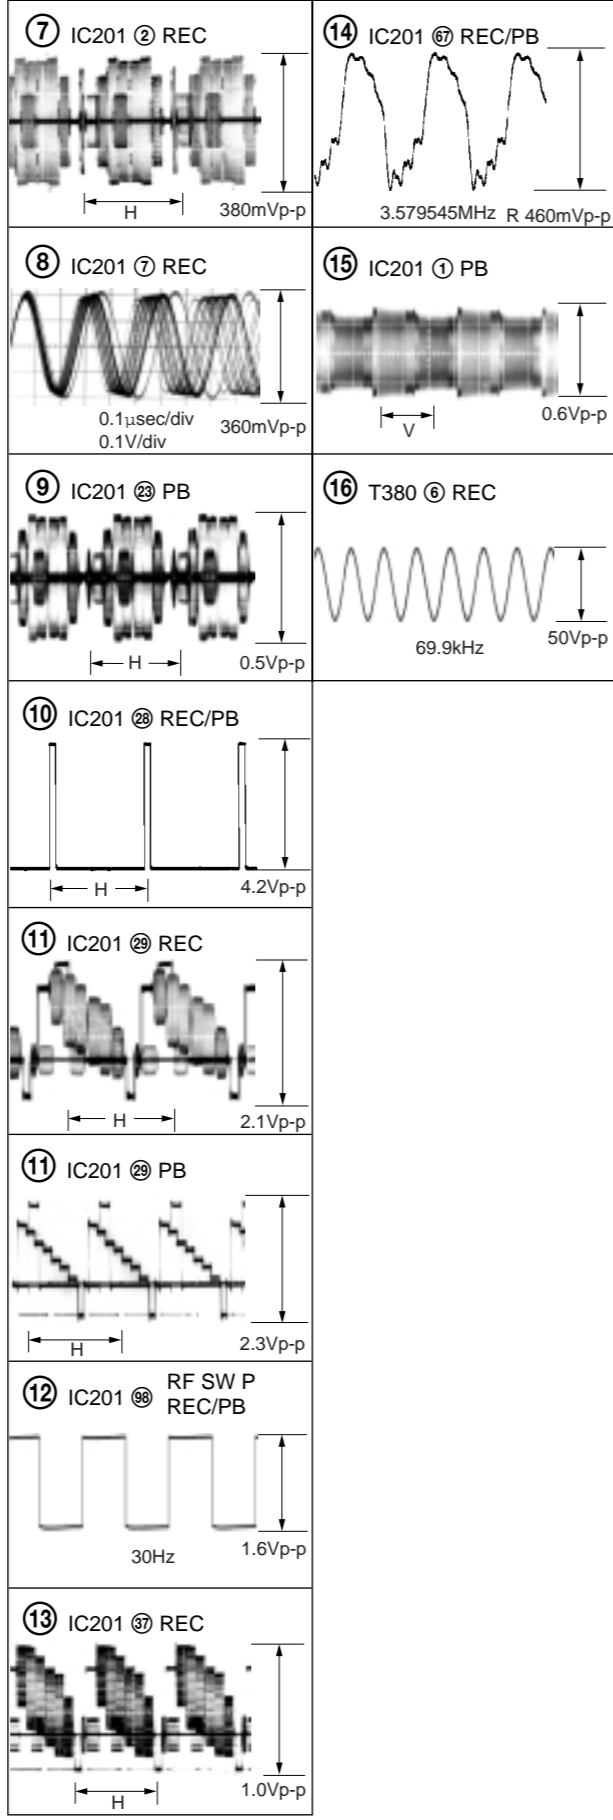 ⑦ IC201 ② REC
H
380mVp-p
⑧ IC201 ⑦ REC
0.1μsec/div
0.1V/div
360mVp-p
⑨ IC201 ㉓ PB
H
0.5Vp-p
⑩ IC201 ㉘ REC/PB
H
4.2Vp-p
⑪ IC201 ㉙ REC
H
2.1Vp-p
⑪ IC201 ㉙ PB
H
2.3Vp-p
⑫ IC201 98 RF SW P
REC/PB
30Hz
1.6Vp-p
⑬ IC201 ㊲ REC
H
1.0Vp-p
⑭ IC201 67 REC/PB
3.579545MHz R 460mVp-p
⑮ IC201 ① PB
V
0.6Vp-p
⑯ T380 ⑥ REC
69.9kHz
50Vp-p